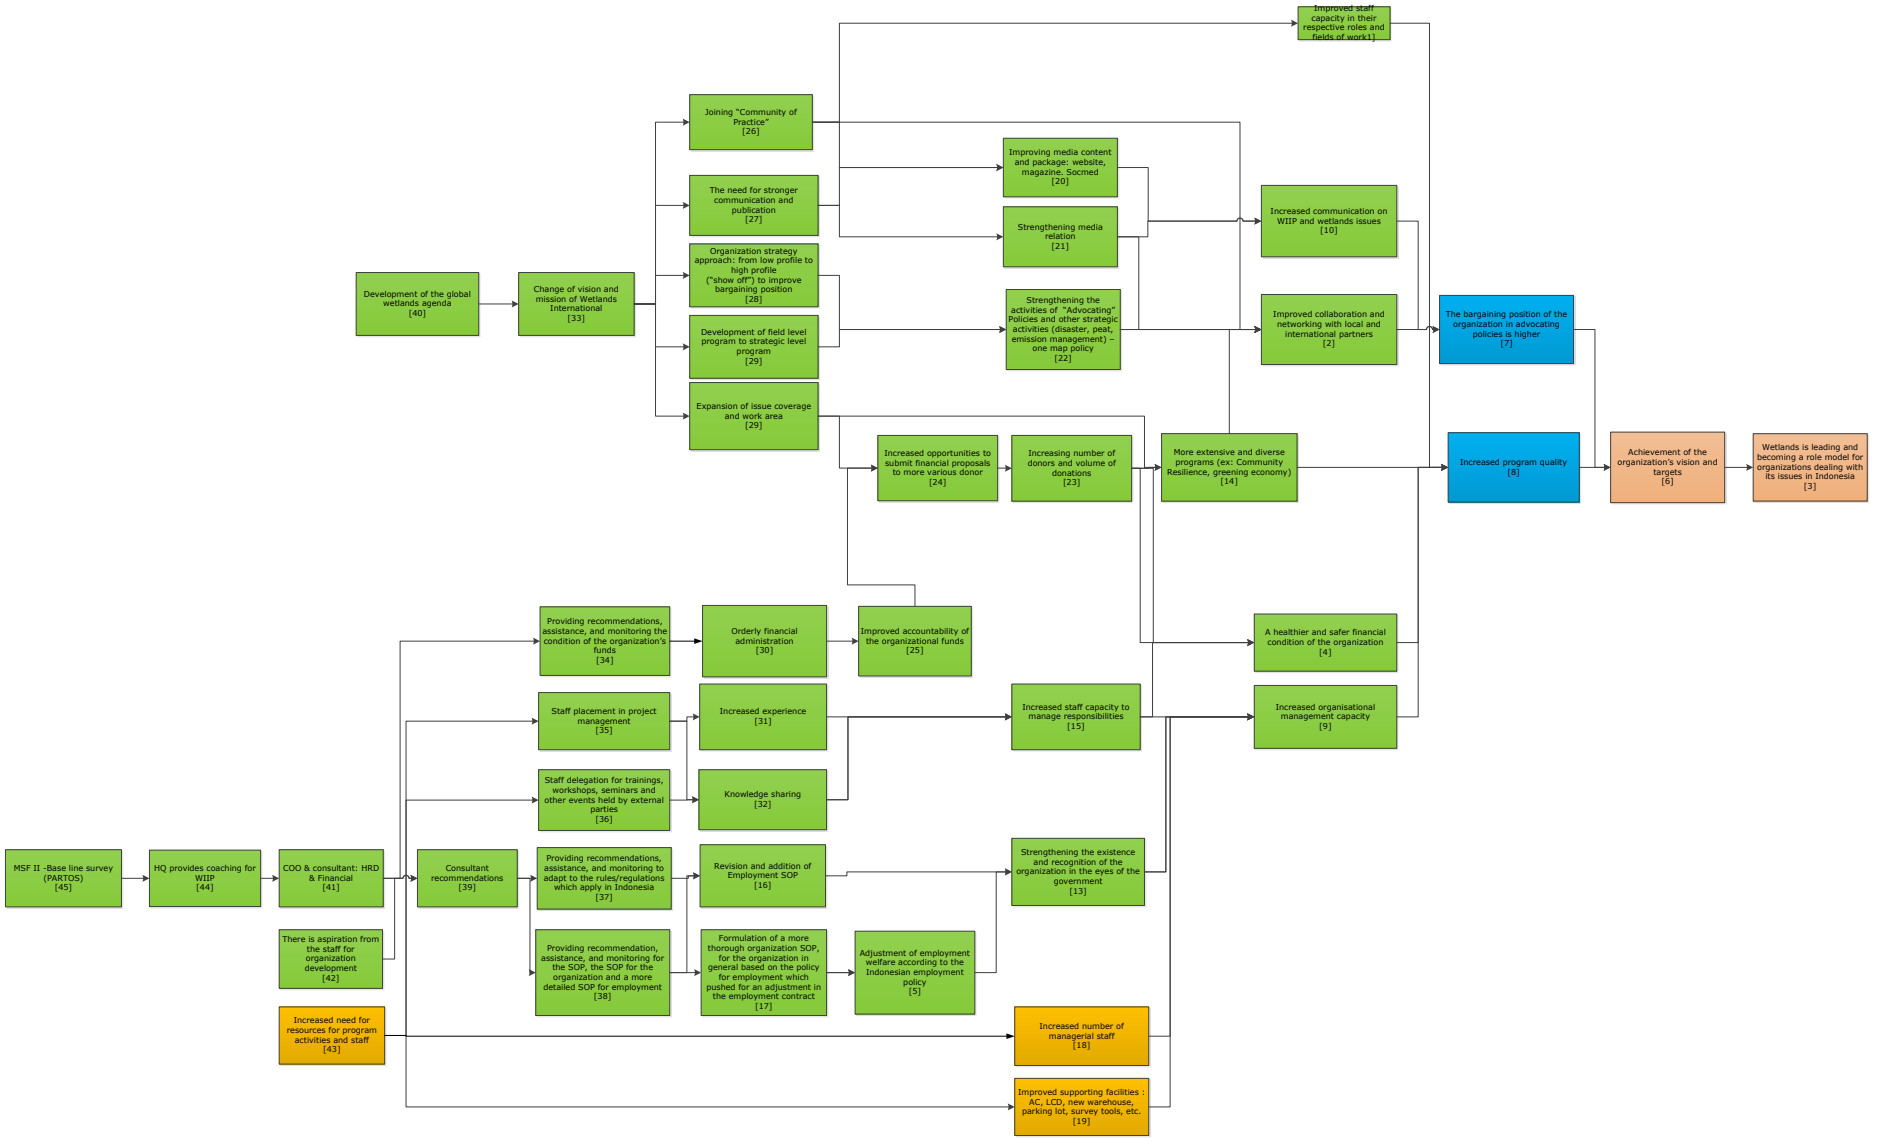 Improved staff
capacity in their
respective roles and
fields of work1]
Joining “Community of
Practice”
[26]
Improving media content
and package: website,
magazine. Socmed
[20]
The need for stronger
communication and
publication
[27]
Increased communication on
WIIP and wetlands issues
[10]
Strengthening media
relation
[21]
Organization strategy
approach: from low profile to
high profile
(“show off”) to improve
bargaining position
[28]
Development of the global
wetlands agenda
[40]
Change of vision and
mission of Wetlands
International
[33]
Strengthening the
activities of “Advocating”
Policies and other strategic
activities (disaster, peat,
emission management) –
one map policy
[22]
Improved collaboration and
networking with local and
international partners
[2]
The bargaining position of the
organization in advocating
policies is higher
[7]
Development of field level
program to strategic level
program
[29]
Expansion of issue coverage
and work area
[29]
Increased opportunities to
submit financial proposals
to more various donor
[24]
Increasing number of
donors and volume of
donations
[23]
More extensive and diverse
programs (ex: Community
Resilience, greening economy)
[14]
Increased program quality
[8]
Achievement of the
organization’s vision and
targets
[6]
Wetlands is leading and
becoming a role model for
organizations dealing with
its issues in Indonesia
[3]
Providing recommendations,
assistance, and monitoring the
condition of the organization’s
funds
[34]
Orderly financial
administration
[30]
Improved accountability of
the organizational funds
[25]
A healthier and safer financial
condition of the organization
[4]
Staff placement in project
management
[35]
Increased experience
[31]
Increased staff capacity to
manage responsibilities
[15]
Increased organisational
management capacity
[9]
Staff delegation for trainings,
workshops, seminars and
other events held by external
parties
[36]
Knowledge sharing
[32]
MSF II -Base line survey
(PARTOS)
[45]
HQ provides coaching for
WIIP
[44]
COO & consultant: HRD
& Financial
[41]
Consultant
recommendations
[39]
Providing recommendations,
assistance, and monitoring to
adapt to the rules/regulations
which apply in Indonesia
[37]
Revision and addition of
Employment SOP
[16]
Strengthening the existence
and recognition of the
organization in the eyes of the
government
[13]
There is aspiration from
the staff for
organization
development
[42]
Providing recommendation,
assistance, and monitoring for
the SOP, the SOP for the
organization and a more
detailed SOP for employment
[38]
Formulation of a more
thorough organization SOP,
for the organization in
general based on the policy
for employment which
pushed for an adjustment in
the employment contract
[17]
Adjustment of employment
welfare according to the
Indonesian employment
policy
[5]
Increased need for
resources for program
activities and staff
[43]
Increased number of
managerial staff
[18]
Improved supporting facilities :
AC, LCD, new warehouse,
parking lot, survey tools, etc.
[19]